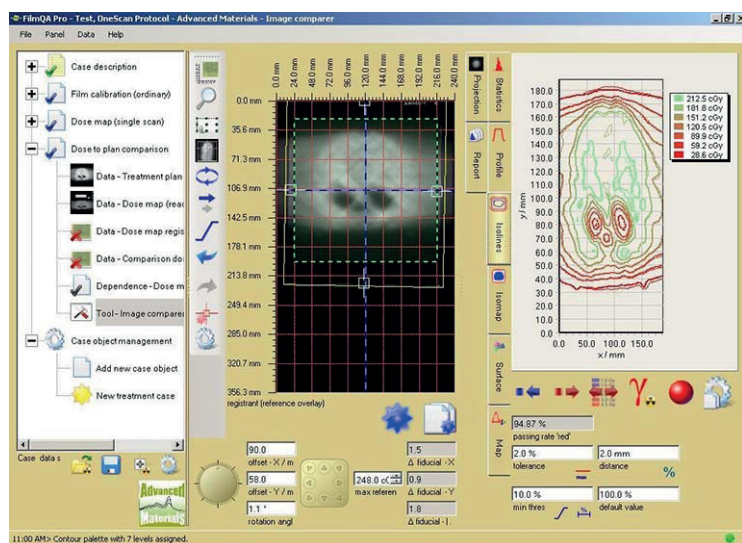 FilmQA Pro - Test, OneScan Protocol - Advanced Materials - Image comparer
File Panel Data Help
Case description
Film calibration (ordinary)
Dose map (single scan)
Dose to plan comparison
Data - Treatment plan
Data - Dose map (rea
Data - Dose map regis
Data - Comparison do
Dependence - Dose m
Tool - Image comparer
Case object management
Add new case object
New treatment case
Case data s
Advanced
Materials
0.0 mm
24.0 mm
48.0 mm
72.0 mm
96.0 mm
120.0 mm
144.0 mm
168.0 mm
192.0 mm
216.0 mm
240.0 mm
0.0 mm
35.6 mm
71.3 mm
106.9 mm
142.5 mm
178.1 mm
213.8 mm
249.4 mm
285.0 mm
320.7 mm
356.3 mm
registrant (reference overlay)
90.0
offset - X / m
58.0
offset - Y / m
1.1 °
rotation angl
248.0 c
max referen
1.5
Δ fiducial -X
0.9
Δ fiducial - Y
1.8
Δ fiducial - |.
Projection
Report
Statistics
Profile
Isolines
Isomap
Surface
Map
y / mm
180.0
170.0
160.0
150.0
140.0
130.0
120.0
110.0
100.0
90.0
80.0
70.0
60.0
50.0
40.0
30.0
20.0
10.0
0.0
0.0 50.0 100.0 150.0
x / mm
212.5 cGy
181.8 cGy
151.2 cGy
120.5 cGy
89.9 cGy
59.2 cGy
28.6 cGy
94.87 %
passing rate 'red'
2.0 %
tolerance
2.0 mm
distance
%
10.0 %
min thres
%
100.0 %
default value
11:00 AM> Contour palette with 7 levels assigned.